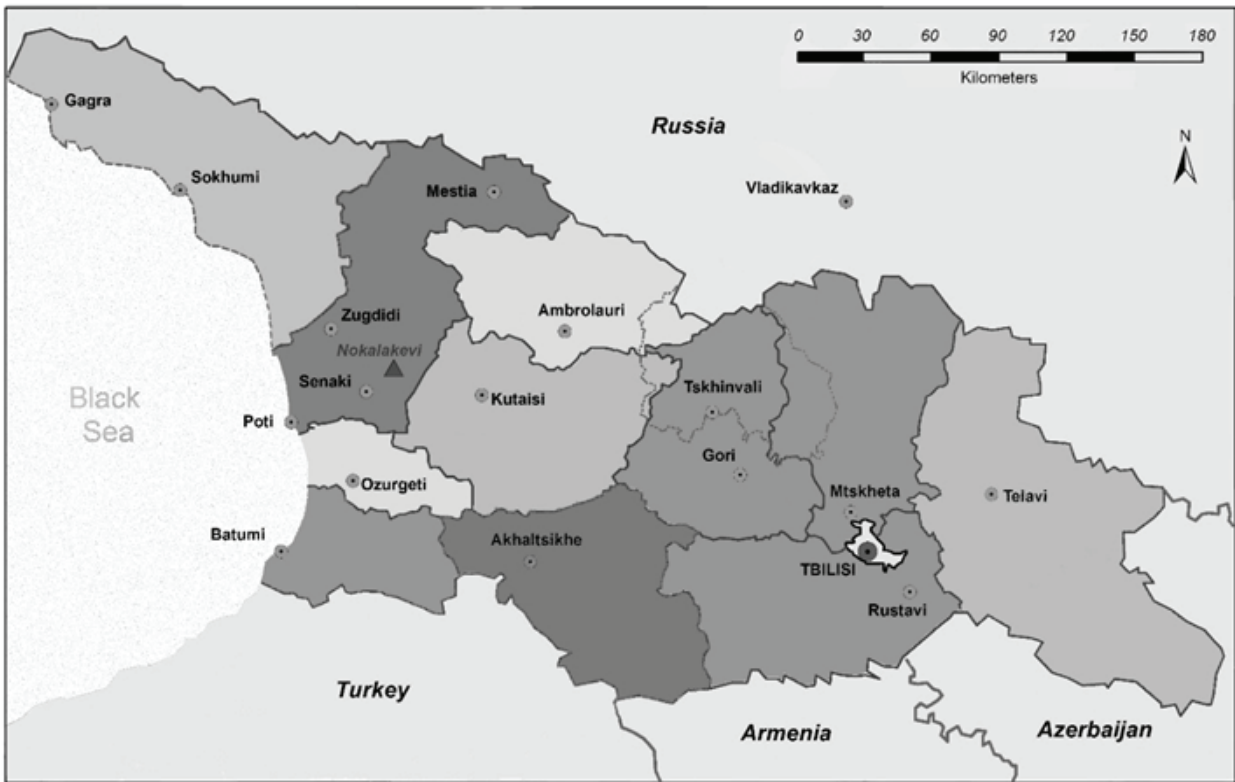 0 30 60 90 120 150 180
Kilometers
Gagra
Russia
N
Sokhumi
Mestia
Vladikavkaz
Zugdidi
Ambrolauri
Nokalakevi
Senaki
Kutaisi
Tskhinvali
Black
Sea
Poti
Gori
Ozurgeti
Mtskheta
Telavi
Batumi
Akhaltsikhe
TBILISI
Rustavi
Turkey
Armenia
Azerbaijan